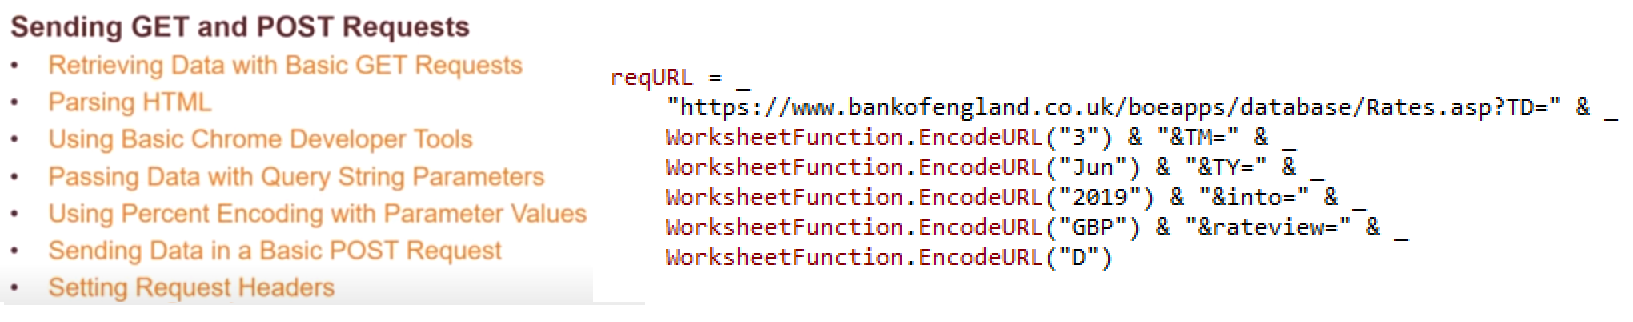 Sending GET and POST Requests
• Retrieving Data with Basic GET Requests
• Parsing HTML
• Using Basic Chrome Developer Tools
• Passing Data with Query String Parameters
• Using Percent Encoding with Parameter Values
• Sending Data in a Basic POST Request
• Setting Request Headers
reqURL = _
"https://www.bankofengland.co.uk/boeapps/database/Rates.asp?TD=" & _
WorksheetFunction.EncodeURL("3") & "&TM=" & _
WorksheetFunction.EncodeURL("Jun") & "&TY=" & _
WorksheetFunction.EncodeURL("2019") & "&into=" & _
WorksheetFunction.EncodeURL("GBP") & "&rateview=" & _
WorksheetFunction.EncodeURL("D")